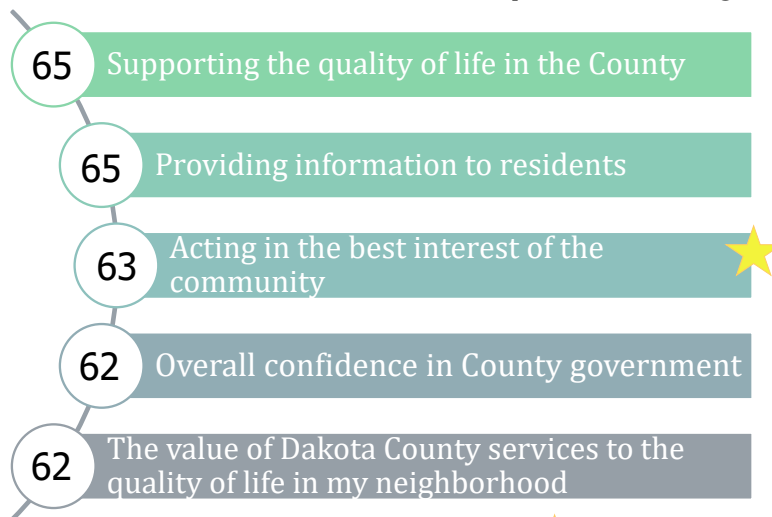 65
Supporting the quality of life in the County
65
Providing information to residents
63
Acting in the best interest of the
community
62
Overall confidence in County government
62
The value of Dakota County services to the
quality of life in my neighborhood